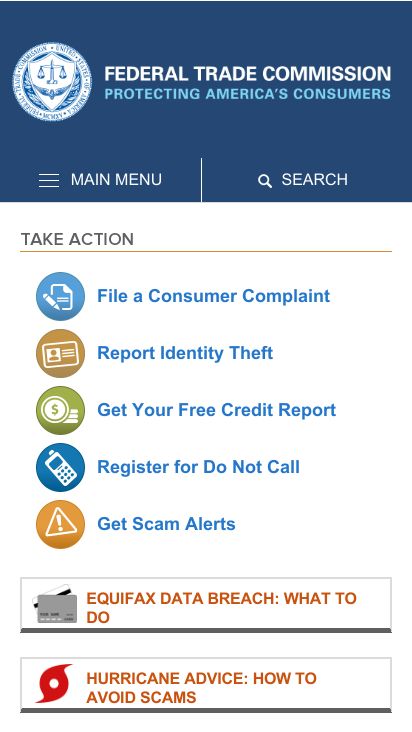 FEDERAL TRADE COMMISSION
PROTECTING AMERICA'S CONSUMERS
MAIN MENU
SEARCH
TAKE ACTION
File a Consumer Complaint
Report Identity Theft
Get Your Free Credit Report
Register for Do Not Call
Get Scam Alerts
EQUIFAX DATA BREACH: WHAT TO
DO
HURRICANE ADVICE: HOW TO
AVOID SCAMS